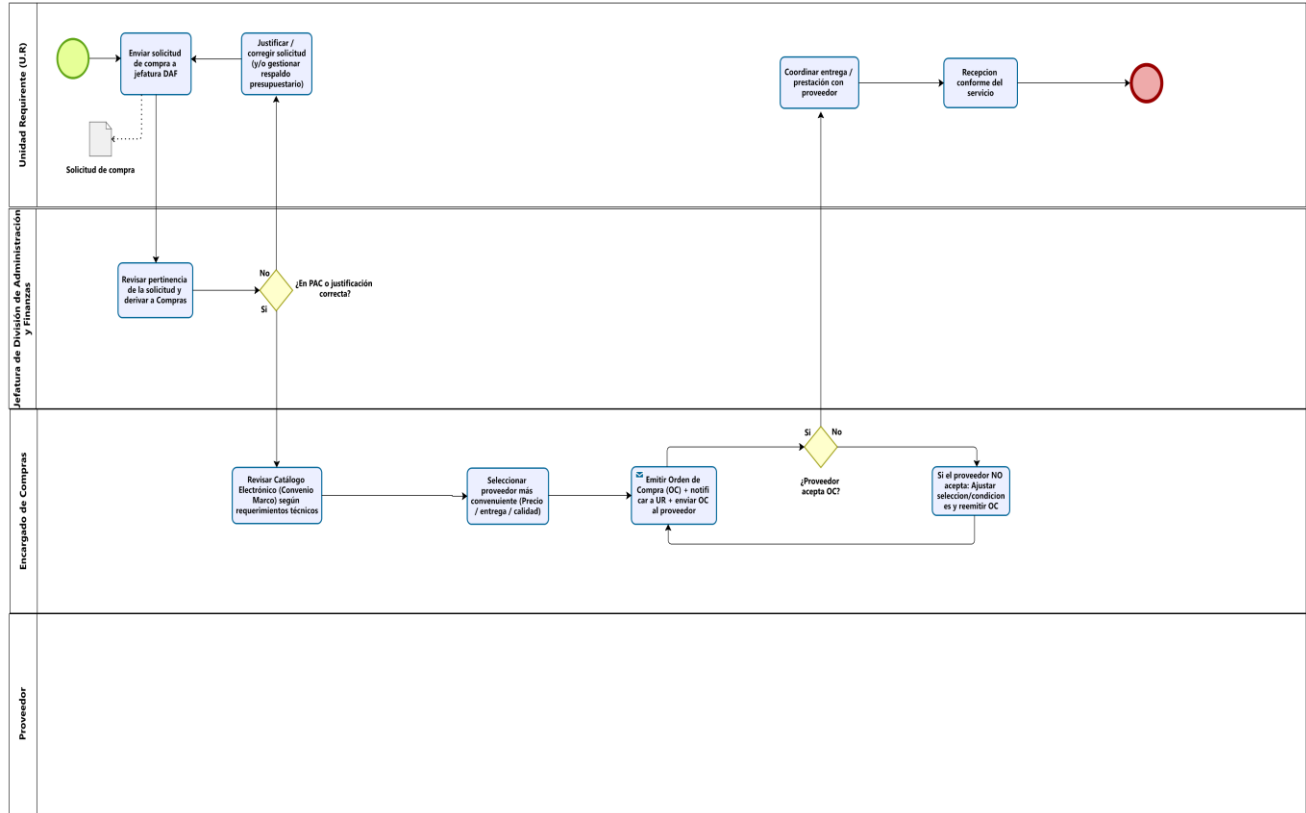 Unidad Requirente (U.R)
Enviar solicitud
de compra a
jefatura DAF
Justificar /
corregir solicitud
(y/o gestionar
respaldo
presupuestario)
Solicitud de compra
Coordinar entrega /
prestación con
proveedor
Recepcion
conforme del
servicio
Jefatura de División de Administración
y Finanzas
Revisar pertinencia
de la solicitud y
derivar a Compras
No
Si
¿En PAC o justificación
correcta?
Encargado de Compras
Revisar Catálogo
Electrónico (Convenio
Marco) según
requerimientos técnicos
Seleccionar
proveedor más
conveniente (Precio
/ entrega / calidad)
Emitir Orden de
Compra (OC) + notifi
car a UR + enviar OC
al proveedor
Si
No
¿Proveedor
acepta OC?
Si el proveedor NO
acepta: Ajustar
seleccion/condicion
es y reemitir OC
Proveedor